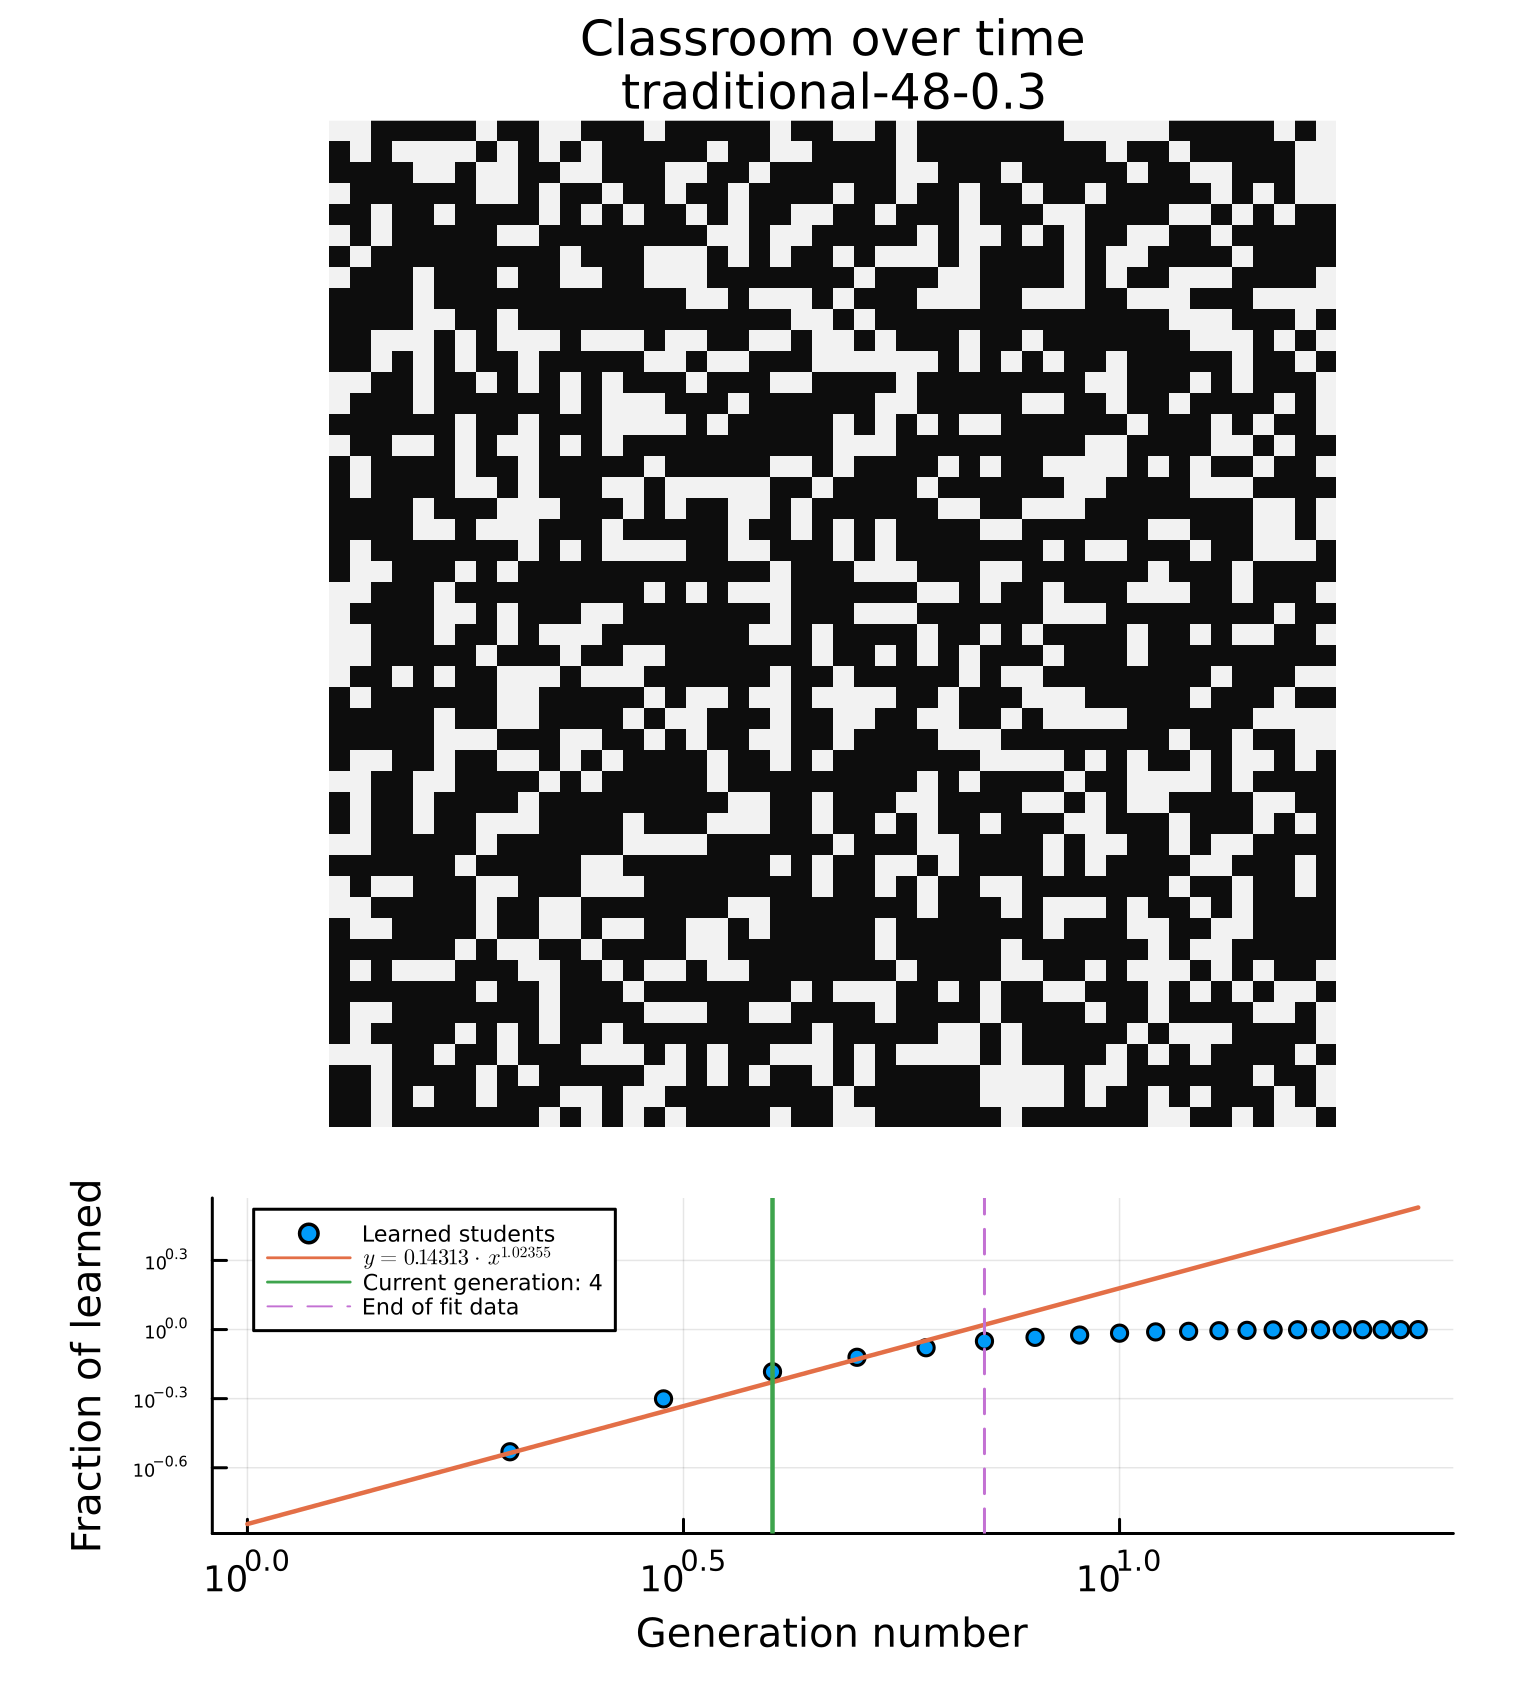 Classroom over time
traditional-48-0.3
Fraction of learned
Learned students
y = 0.14313 · x^1.02355
Current generation: 4
End of fit data
10^0.3
10^0.0
10^−0.3
10^−0.6
10^0.0 10^0.5 10^1.0
Generation number